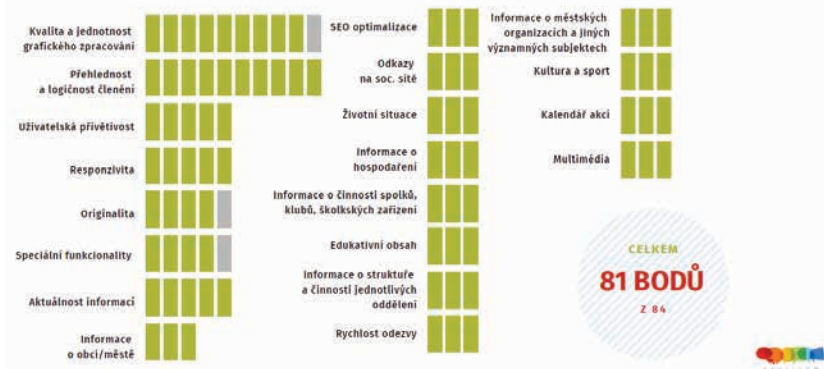 Kvalita a jednotnost
grafického zpracování
Přehlednost
a logičnost členění
Uživatelská přívětivost
Responzivita
Originalita
Speciální funkcionality
Aktuálnost informací
Informace
o obci/městě
SEO optimalizace
Odkazy
na soc. sítě
Životní situace
Informace o
hospodaření
Informace o činnosti spolků,
klubů, školských zařízení
Edukativní obsah
Informace o struktuře
a činnosti jednotlivých
oddělení
Rychlost odezvy
Informace o městských
organizacích a jiných
významných subjektech
Kultura a sport
Kalendář akcí
Multimédia
CELKEM
81 BODŮ
Z 84